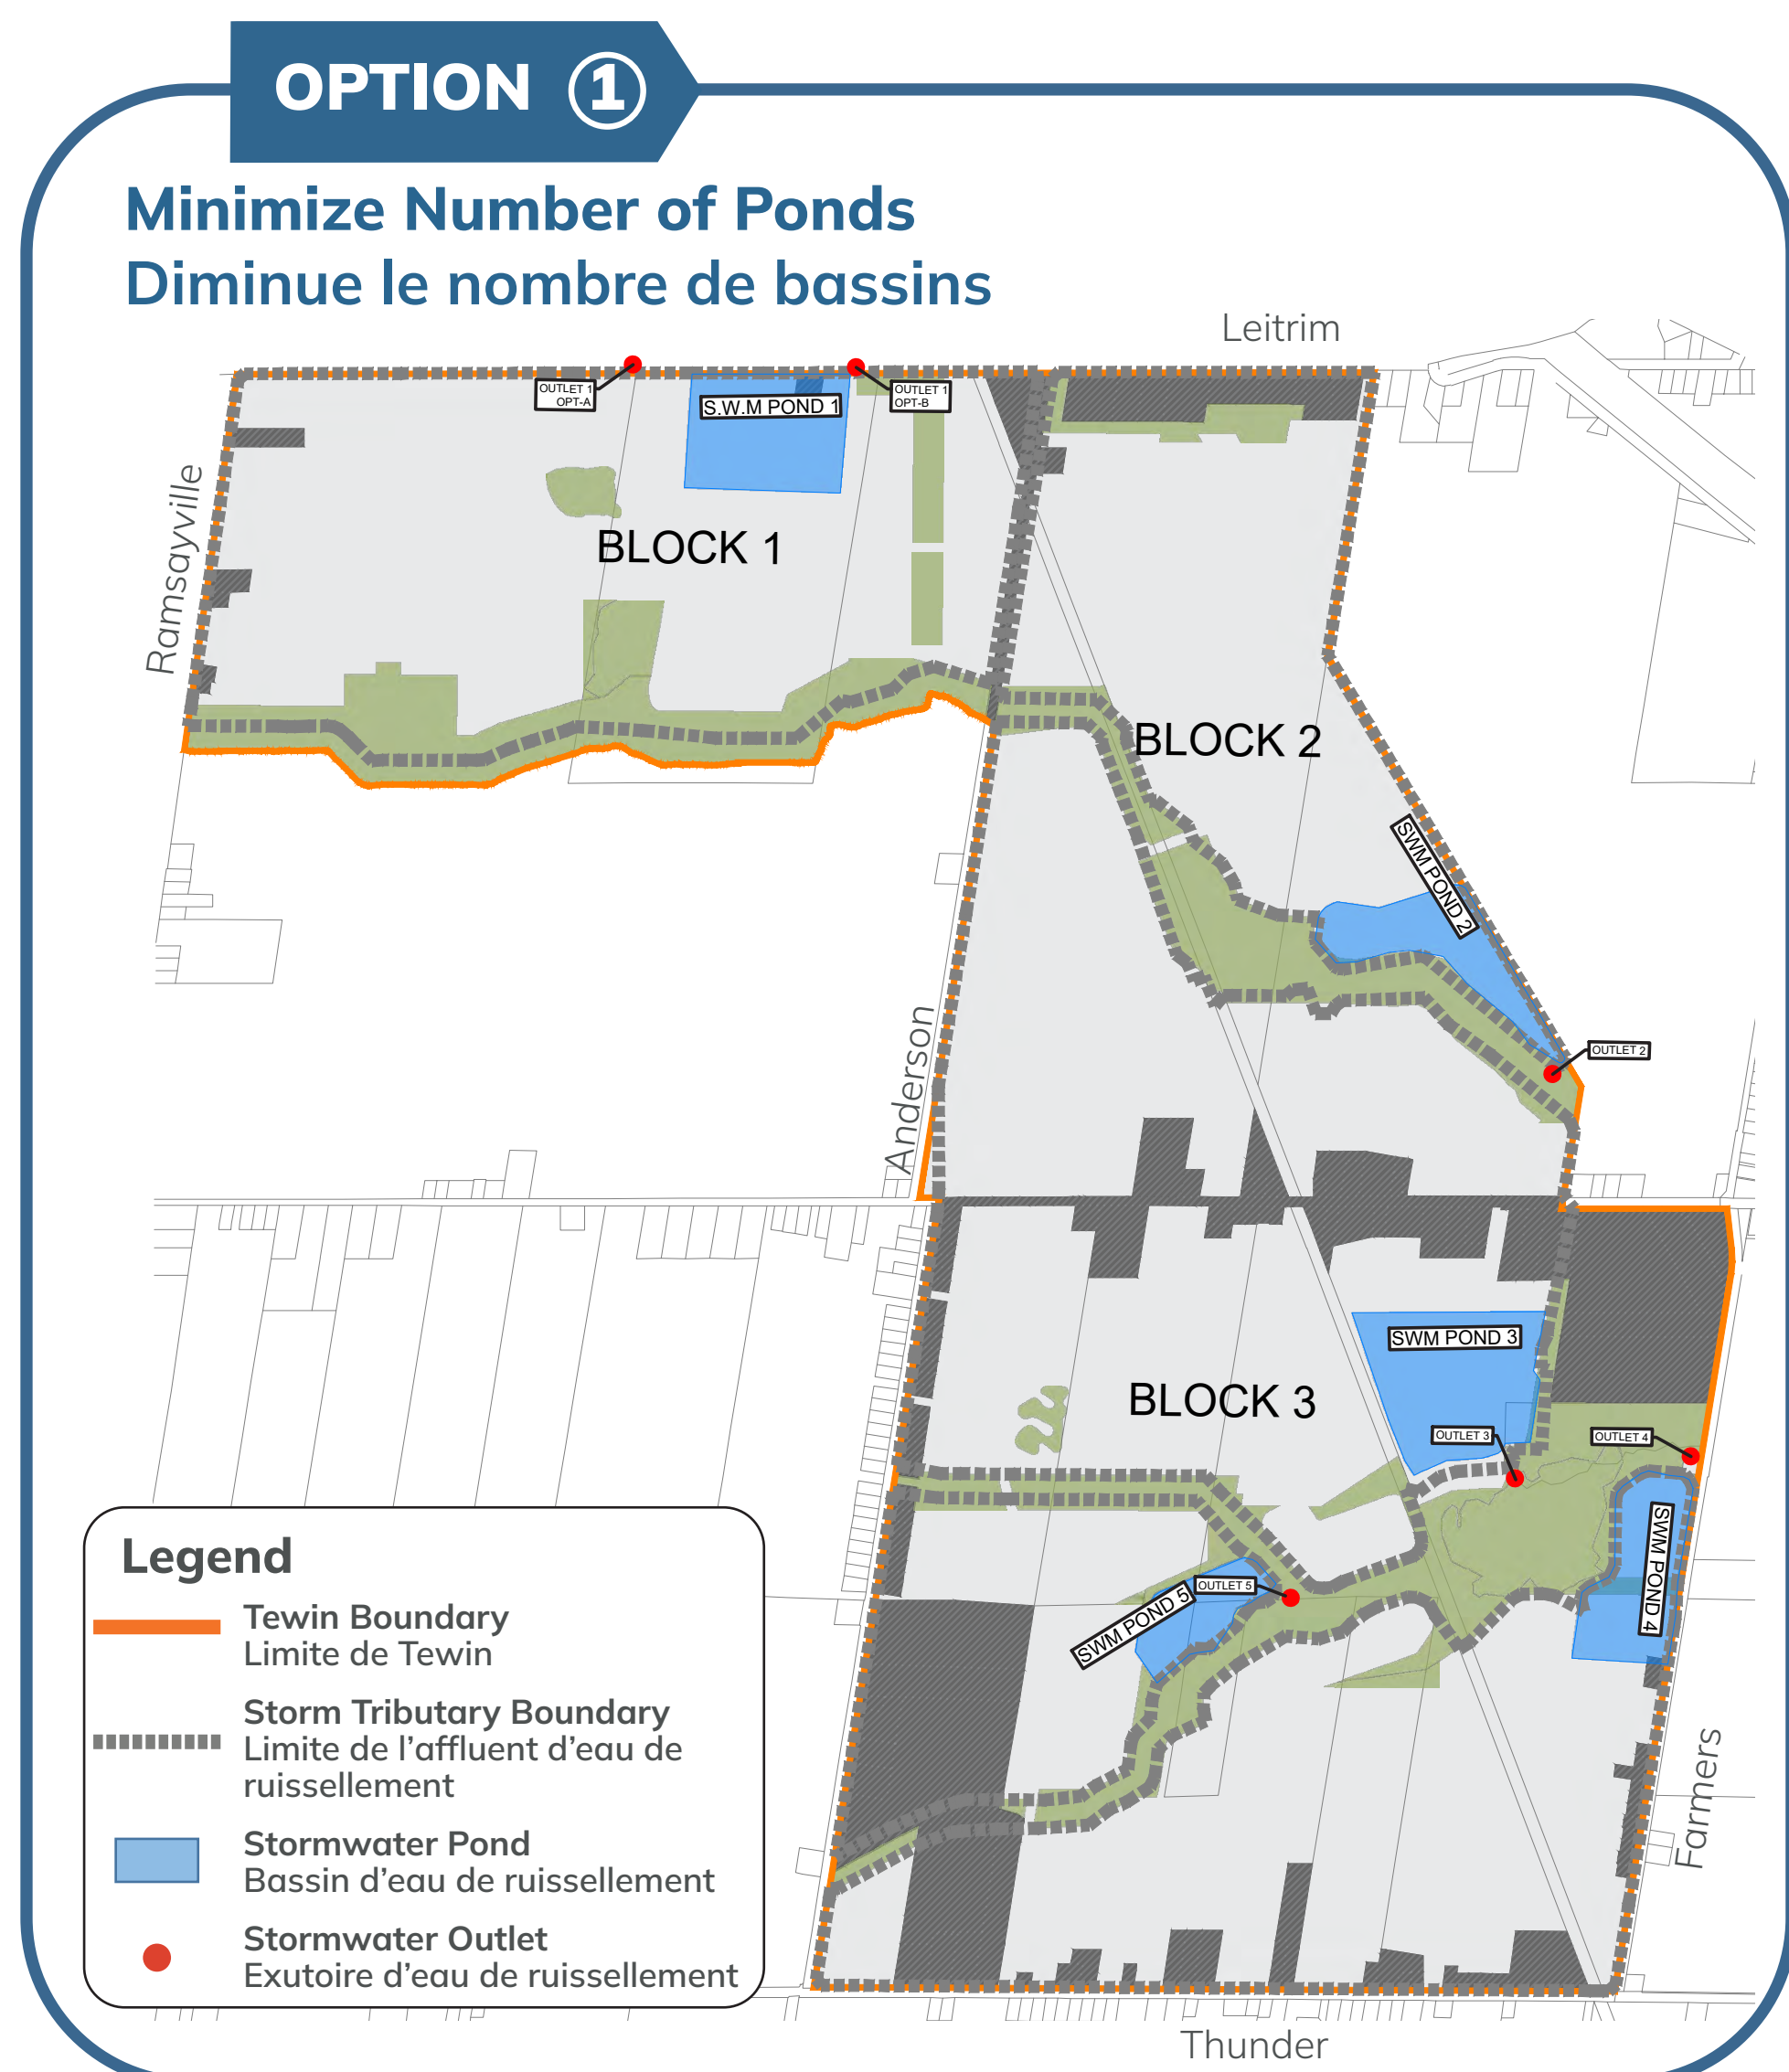 OPTION 1
Minimize Number of Ponds
Diminue le nombre de bassins
Leitrim
OUTLET 1
OPT-A
S.W.M POND 1
OUTLET 1
OPT-B
Ramsayville
BLOCK 1
BLOCK 2
SWM POND 2
Anderson
OUTLET 2
SWM POND 3
BLOCK 3
OUTLET 3
OUTLET 4
SWM POND 4
OUTLET 5
SWM POND 5
Farmers
Thunder
Legend
Tewin Boundary
Limite de Tewin
Storm Tributary Boundary
Limite de l'affluent d'eau de
ruissellement
Stormwater Pond
Bassin d'eau de ruissellement
Stormwater Outlet
Exutoire d'eau de ruissellement